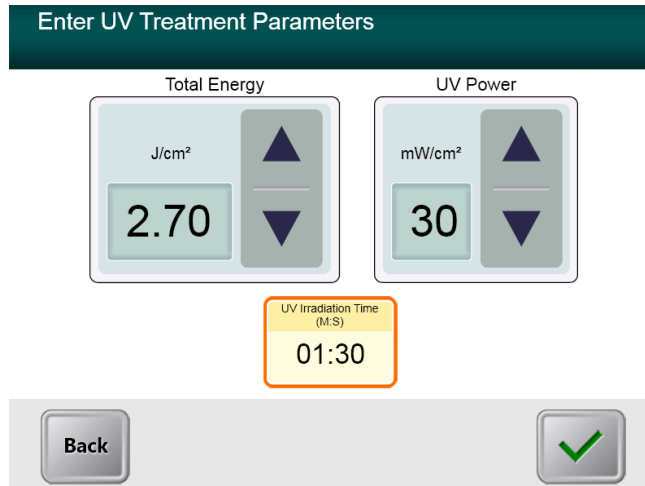 Enter UV Treatment Parameters
Total Energy
UV Power
J/cm²
mW/cm²
2.70
30
UV Irradiation Time
(M:S)
01:30
Back